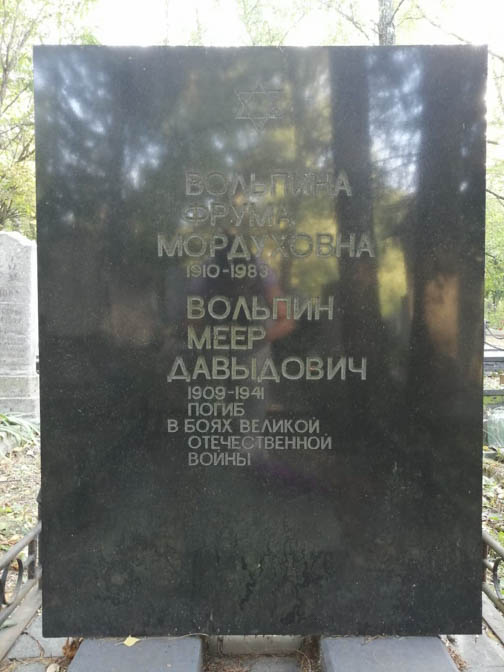 ВОЛЬПИНА
ФРУМА
МОРДУХОВНА
1910-1983
ВОЛЬПИН
МЕЕР
ДАВЫДОВИЧ
1909-1941
ПОГИБ
В БОЯХ ВЕЛИКОЙ
ОТЕЧЕСТВЕННОЙ
ВОЙНЫ